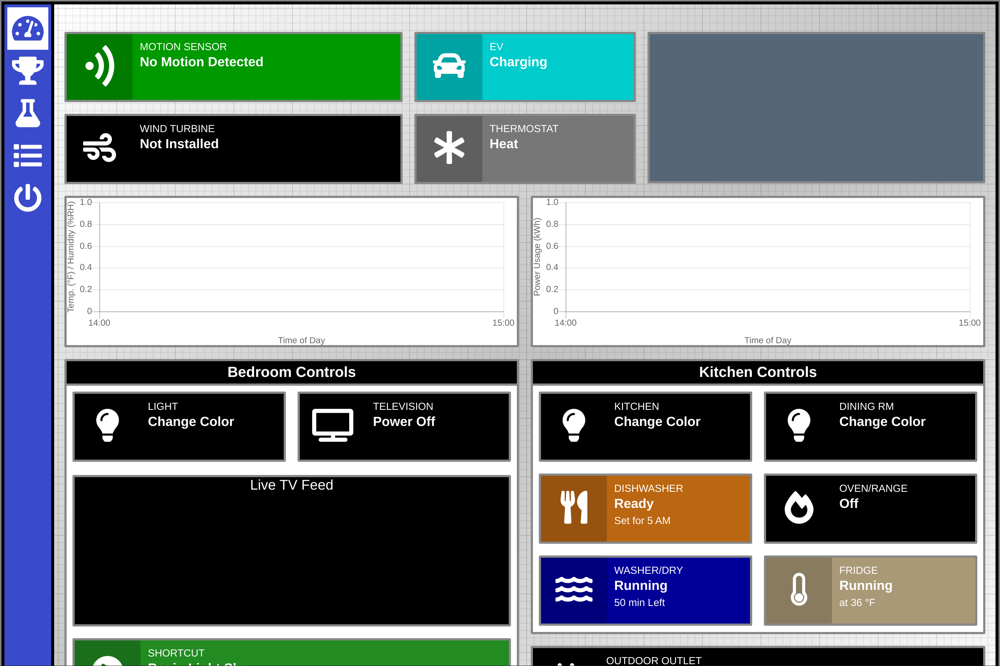 MOTION SENSOR
No Motion Detected
EV
Charging
WIND TURBINE
Not Installed
THERMOSTAT
Heat
Temp. (°F) / Humidity (%RH)
1.0
0.8
0.6
0.4
0.2
0
14:00
15:00
Time of Day
Power Usage (kWh)
1.0
0.8
0.6
0.4
0.2
0
14:00
15:00
Time of Day
Bedroom Controls
LIGHT
Change Color
TELEVISION
Power Off
Live TV Feed
SHORTCUT
Kitchen Controls
KITCHEN
Change Color
DINING RM
Change Color
DISHWASHER
Ready
Set for 5 AM
OVEN/RANGE
Off
WASHER/DRY
Running
50 min Left
FRIDGE
Running
at 36 °F
OUTDOOR OUTLET